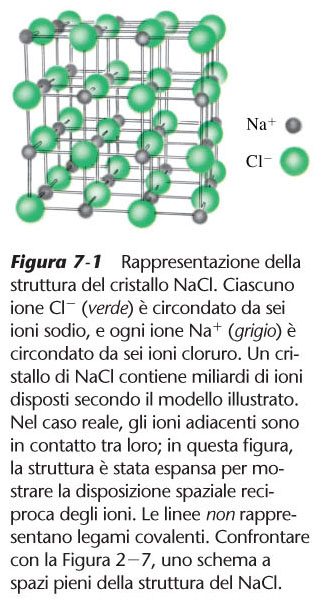 Na+
Cl−
Figura 7-1 Rappresentazione della
struttura del cristallo NaCl. Ciascuno
ione Cl− (verde) è circondato da sei
ioni sodio, e ogni ione Na+ (grigio) è
circondato da sei ioni cloruro. Un cri-
stallo di NaCl contiene miliardi di ioni
disposti secondo il modello illustrato.
Nel caso reale, gli ioni adiacenti sono
in contatto tra loro; in questa figura,
la struttura è stata espansa per mo-
strare la disposizione spaziale reci-
proca degli ioni. Le linee non rappre-
sentano legami covalenti. Confrontare
con la Figura 2−7, uno schema a
spazi pieni della struttura del NaCl.